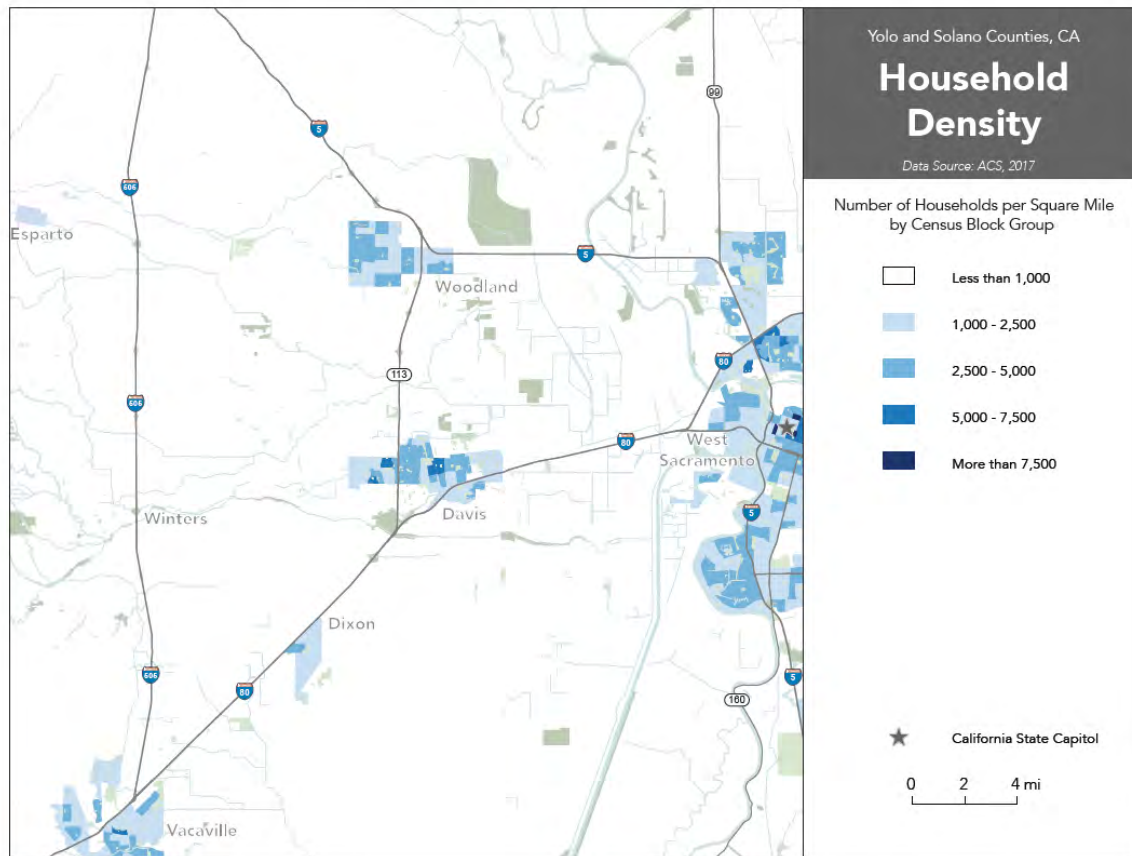 Yolo and Solano Counties, CA
Household
Density
Data Source: ACS, 2017
Number of Households per Square Mile
by Census Block Group
Less than 1,000
1,000 - 2,500
2,500 - 5,000
5,000 - 7,500
More than 7,500
California State Capitol
0 2 4 mi
99
5
606
Esparto
5
Woodland
80
113
606
80
West
Sacramento
Winters
Davis
5
Dixon
606
80
5
160
Vacaville